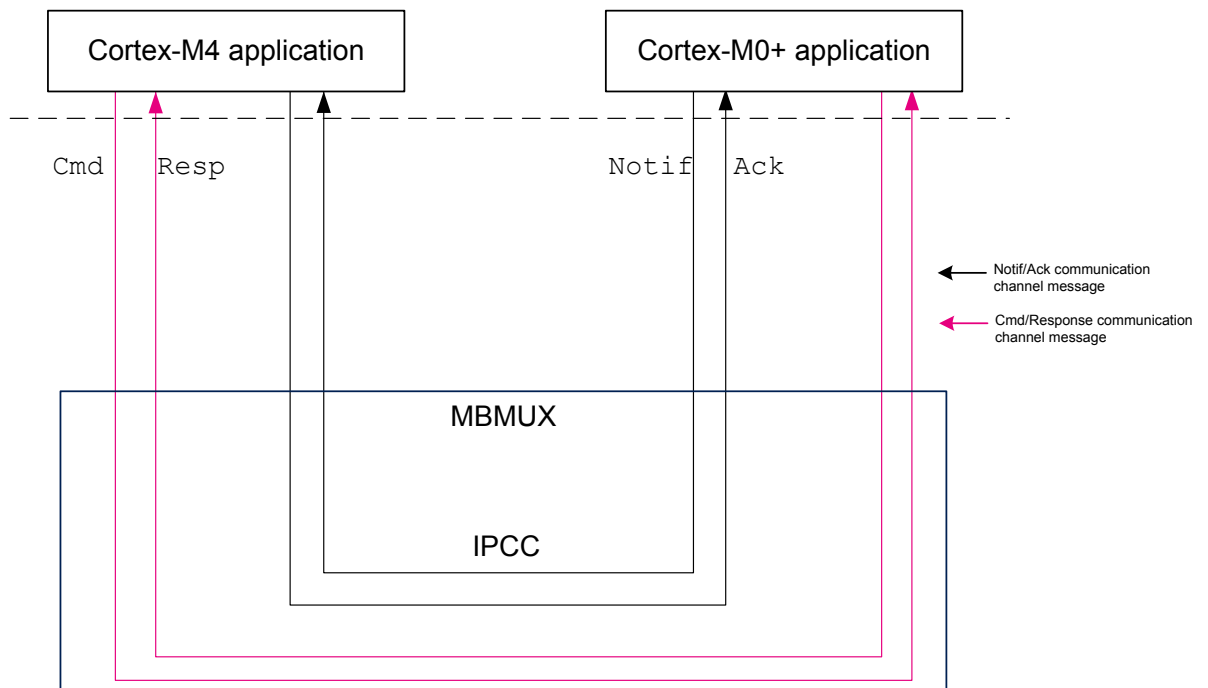 Cortex-M4 application
Cortex-M0+ application
Cmd
Resp
Notif
Ack
Notif/Ack communication
channel message
Cmd/Response communication
channel message
MBMUX
IPCC